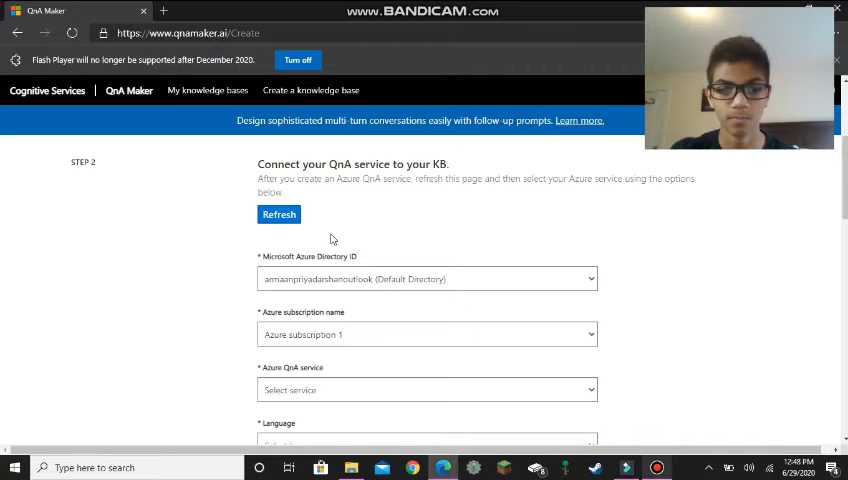 QnA Maker
www.BANDICAM.com
https://www.qnamaker.ai/Create
Flash Player will no longer be supported after December 2020.
Turn off
Cognitive Services
QnA Maker
My knowledge bases
Create a knowledge base
Design sophisticated multi-turn conversations easily with follow-up prompts. Learn more.
STEP 2
Connect your QnA service to your KB.
After you create an Azure QnA service, refresh this page and then select your Azure service using the options
below
Refresh
* Microsoft Azure Directory ID
armaanpriyadarshanoutlook (Default Directory)
* Azure subscription name
Azure subscription 1
* Azure QnA service
Select service
* Language
Type here to search
8
12:48 PM
6/29/2020
4